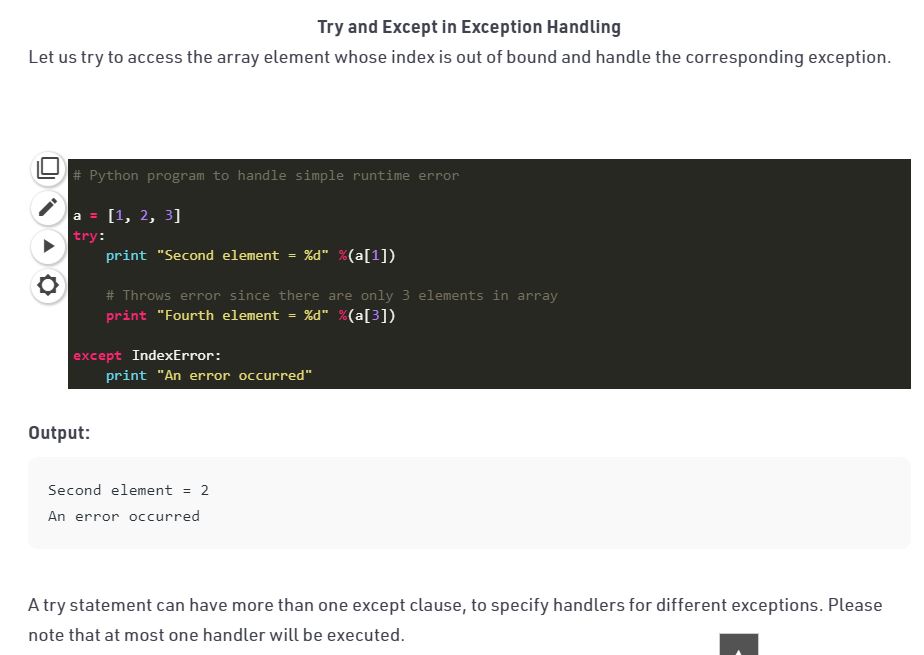 Try and Except in Exception Handling
Let us try to access the array element whose index is out of bound and handle the corresponding exception.
# Python program to handle simple runtime error
a = [1, 2, 3]
try:
    print "Second element = %d" %(a[1])
    # Throws error since there are only 3 elements in array
    print "Fourth element = %d" %(a[3])
except IndexError:
    print "An error occurred"
Output:
Second element = 2
An error occurred
A try statement can have more than one except clause, to specify handlers for different exceptions. Please
note that at most one handler will be executed.